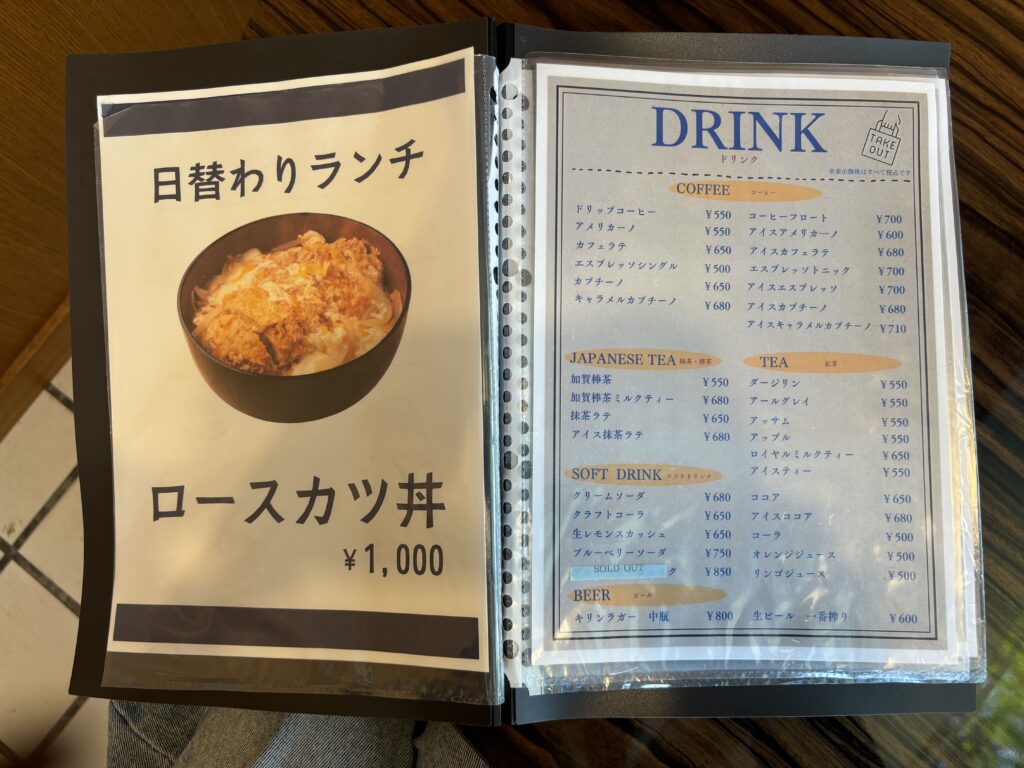 日替わりランチ
ロースカツ丼
¥1,000
DRINK
ドリンク
TAKE
OUT
※表示価格はすべて税込です
COFFEE コーヒー
ドリップコーヒー ¥550
アメリカーノ ¥550
カフェラテ ¥650
エスプレッソシングル ¥500
カプチーノ ¥650
キャラメルカプチーノ ¥680
コーヒーフロート ¥700
アイスアメリカーノ ¥600
アイスカフェラテ ¥680
エスプレッソトニック ¥700
アイスエスプレッソ ¥700
アイスカプチーノ ¥680
アイスキャラメルカプチーノ ¥710
JAPANESE TEA 緑茶・棒茶
加賀棒茶 ¥550
加賀棒茶ミルクティー ¥680
抹茶ラテ ¥650
アイス抹茶ラテ ¥680
TEA 紅茶
ダージリン ¥550
アールグレイ ¥550
アッサム ¥550
アップル ¥550
ロイヤルミルクティー ¥650
アイスティー ¥550
SOFT DRINK ソフトドリンク
クリームソーダ ¥680
クラフトコーラ ¥650
生レモンスカッシュ ¥650
ブルーベリーソーダ ¥750
SOLD OUT ク ¥850
ココア ¥650
アイスココア ¥680
コーラ ¥500
オレンジジュース ¥500
リンゴジュース ¥500
BEER ビール
キリンラガー 中瓶 ¥800
生ビール 一番搾り ¥600